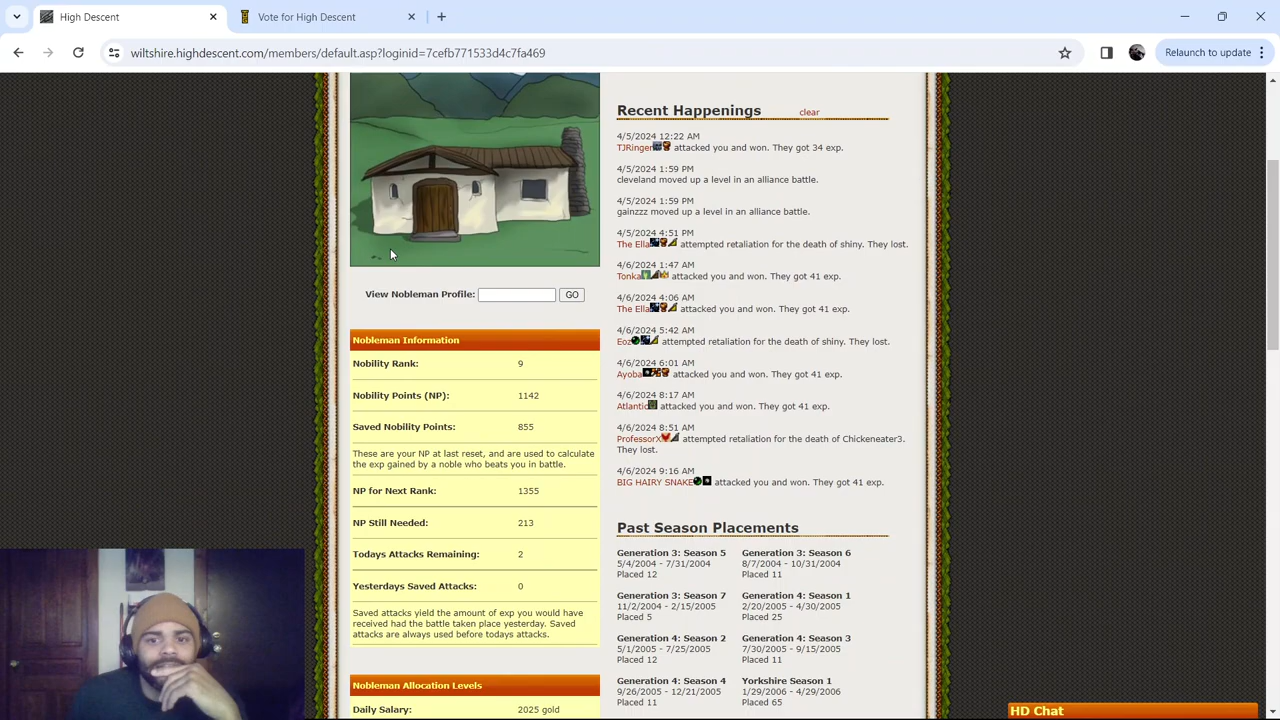 High Descent
Vote for High Descent
wiltshire.highdescent.com/members/default.asp?loginid=7cefb771533d4c7fa469
Relaunch to update
View Nobleman Profile:
GO
Nobleman Information
Nobility Rank: 9
Nobility Points (NP): 1142
Saved Nobility Points: 855
These are your NP at last reset, and are used to calculate
the exp gained by a noble who beats you in battle.
NP for Next Rank: 1355
NP Still Needed: 213
Todays Attacks Remaining: 2
Yesterdays Saved Attacks: 0
Saved attacks yield the amount of exp you would have
received had the battle taken place yesterday. Saved
attacks are always used before todays attacks.
Nobleman Allocation Levels
Daily Salary: 2025 gold
Recent Happenings clear
4/5/2024 12:22 AM
TJRinger attacked you and won. They got 34 exp.
4/5/2024 1:59 PM
cleveland moved up a level in an alliance battle.
4/5/2024 1:59 PM
gainzzz moved up a level in an alliance battle.
4/5/2024 4:51 PM
The Ella attempted retaliation for the death of shiny. They lost.
4/6/2024 1:47 AM
Tonka attacked you and won. They got 41 exp.
4/6/2024 4:06 AM
The Ella attacked you and won. They got 41 exp.
4/6/2024 5:42 AM
Eoz attempted retaliation for the death of shiny. They lost.
4/6/2024 6:01 AM
Ayoba attacked you and won. They got 41 exp.
4/6/2024 8:17 AM
Atlantic attacked you and won. They got 41 exp.
4/6/2024 8:51 AM
ProfessorX attempted retaliation for the death of Chickeneater3.
They lost.
4/6/2024 9:16 AM
BIG HAIRY SNAKE attacked you and won. They got 41 exp.
Past Season Placements
Generation 3: Season 5 Generation 3: Season 6
5/4/2004 - 7/31/2004 8/7/2004 - 10/31/2004
Placed 12 Placed 11
Generation 3: Season 7 Generation 4: Season 1
11/2/2004 - 2/15/2005 2/20/2005 - 4/30/2005
Placed 5 Placed 25
Generation 4: Season 2 Generation 4: Season 3
5/1/2005 - 7/25/2005 7/30/2005 - 9/15/2005
Placed 12 Placed 11
Generation 4: Season 4 Yorkshire Season 1
9/26/2005 - 12/21/2005 1/29/2006 - 4/29/2006
Placed 11 Placed 65
HD Chat